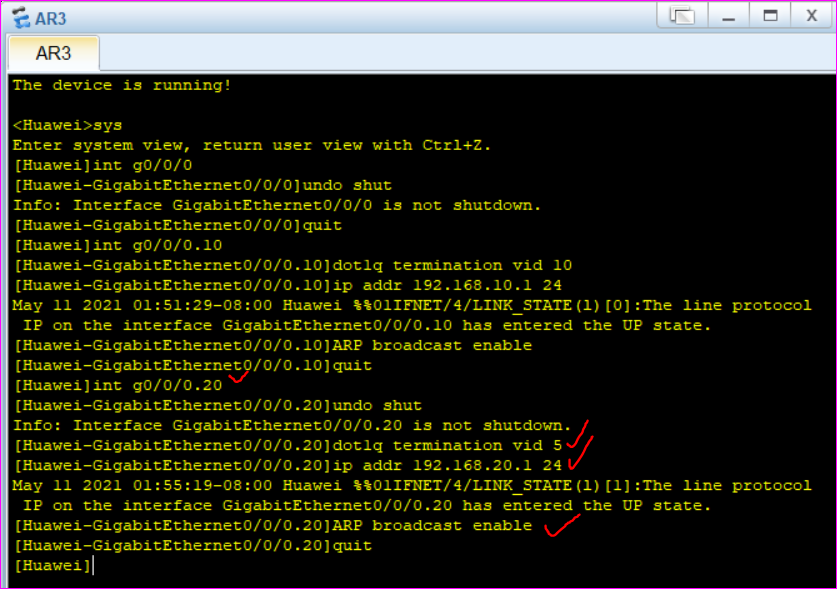 AR3
X
AR3
The device is running!
<Huawei>sys
Enter system view, return user view with Ctrl+Z.
[Huawei]int g0/0/0
[Huawei-GigabitEthernet0/0/0]undo shut
Info: Interface GigabitEthernet0/0/0 is not shutdown.
[Huawei-GigabitEthernet0/0/0]quit
[Huawei]int g0/0/0.10
[Huawei-GigabitEthernet0/0/0.10]dot1q termination vid 10
[Huawei-GigabitEthernet0/0/0.10]ip addr 192.168.10.1 24
May 11 2021 01:51:29-08:00 Huawei %%01IFNET/4/LINK_STATE(l)[0]:The line protocol
IP on the interface GigabitEthernet0/0/0.10 has entered the UP state.
[Huawei-GigabitEthernet0/0/0.10]ARP broadcast enable
[Huawei-GigabitEthernet0/0/0.10]quit
[Huawei]int g0/0/0.20
[Huawei-GigabitEthernet0/0/0.20]undo shut
Info: Interface GigabitEthernet0/0/0.20 is not shutdown.
[Huawei-GigabitEthernet0/0/0.20]dot1q termination vid 5
[Huawei-GigabitEthernet0/0/0.20]ip addr 192.168.20.1 24
May 11 2021 01:55:19-08:00 Huawei %%01IFNET/4/LINK_STATE(l)[1]:The line protocol
IP on the interface GigabitEthernet0/0/0.20 has entered the UP state.
[Huawei-GigabitEthernet0/0/0.20]ARP broadcast enable
[Huawei-GigabitEthernet0/0/0.20]quit
[Huawei]